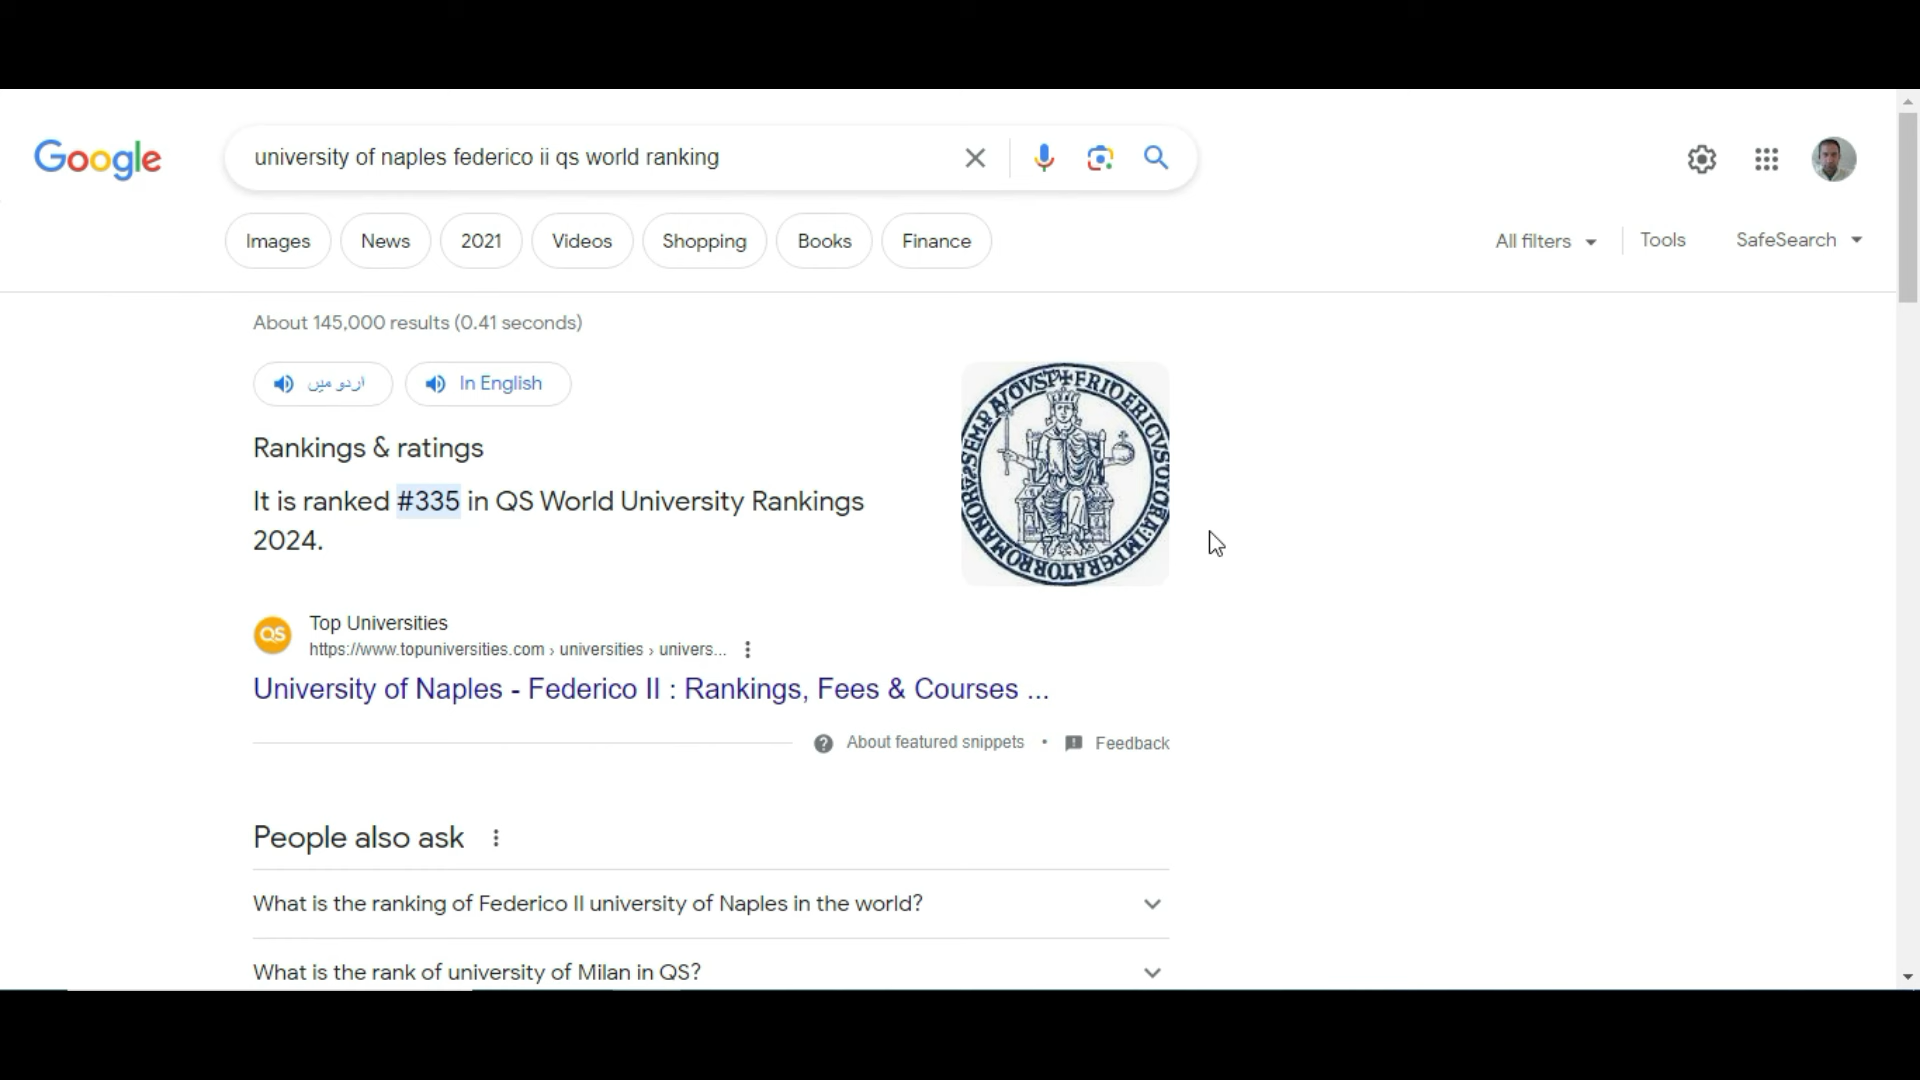 Google
university of naples federico ii qs world ranking
Images
News
2021
Videos
Shopping
Books
Finance
All filters
Tools
SafeSearch
About 145,000 results (0.41 seconds)
اردو میں
In English
Rankings & ratings
It is ranked #335 in QS World University Rankings
2024.
QS
Top Universities
https://www.topuniversities.com › universities › univers...
University of Naples - Federico II : Rankings, Fees & Courses ...
About featured snippets • Feedback
People also ask
What is the ranking of Federico II university of Naples in the world?
What is the rank of university of Milan in QS?